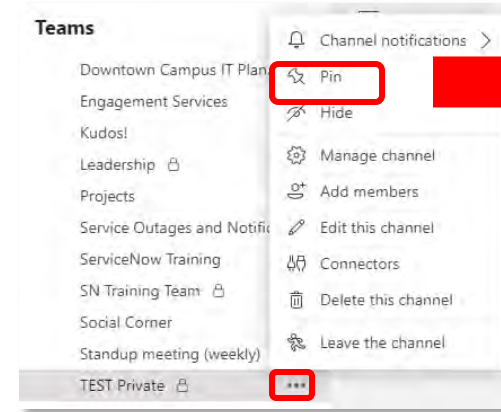 Teams
Downtown Campus IT Plan.
Engagement Services
Kudos!
Leadership
Projects
Service Outages and Notific
ServiceNow Training
SN Training Team
Social Corner
Standup meeting (weekly)
TEST Private
•••
Channel notifications >
Pin
Hide
Manage channel
Add members
Edit this channel
Connectors
Delete this channel
Leave the channel